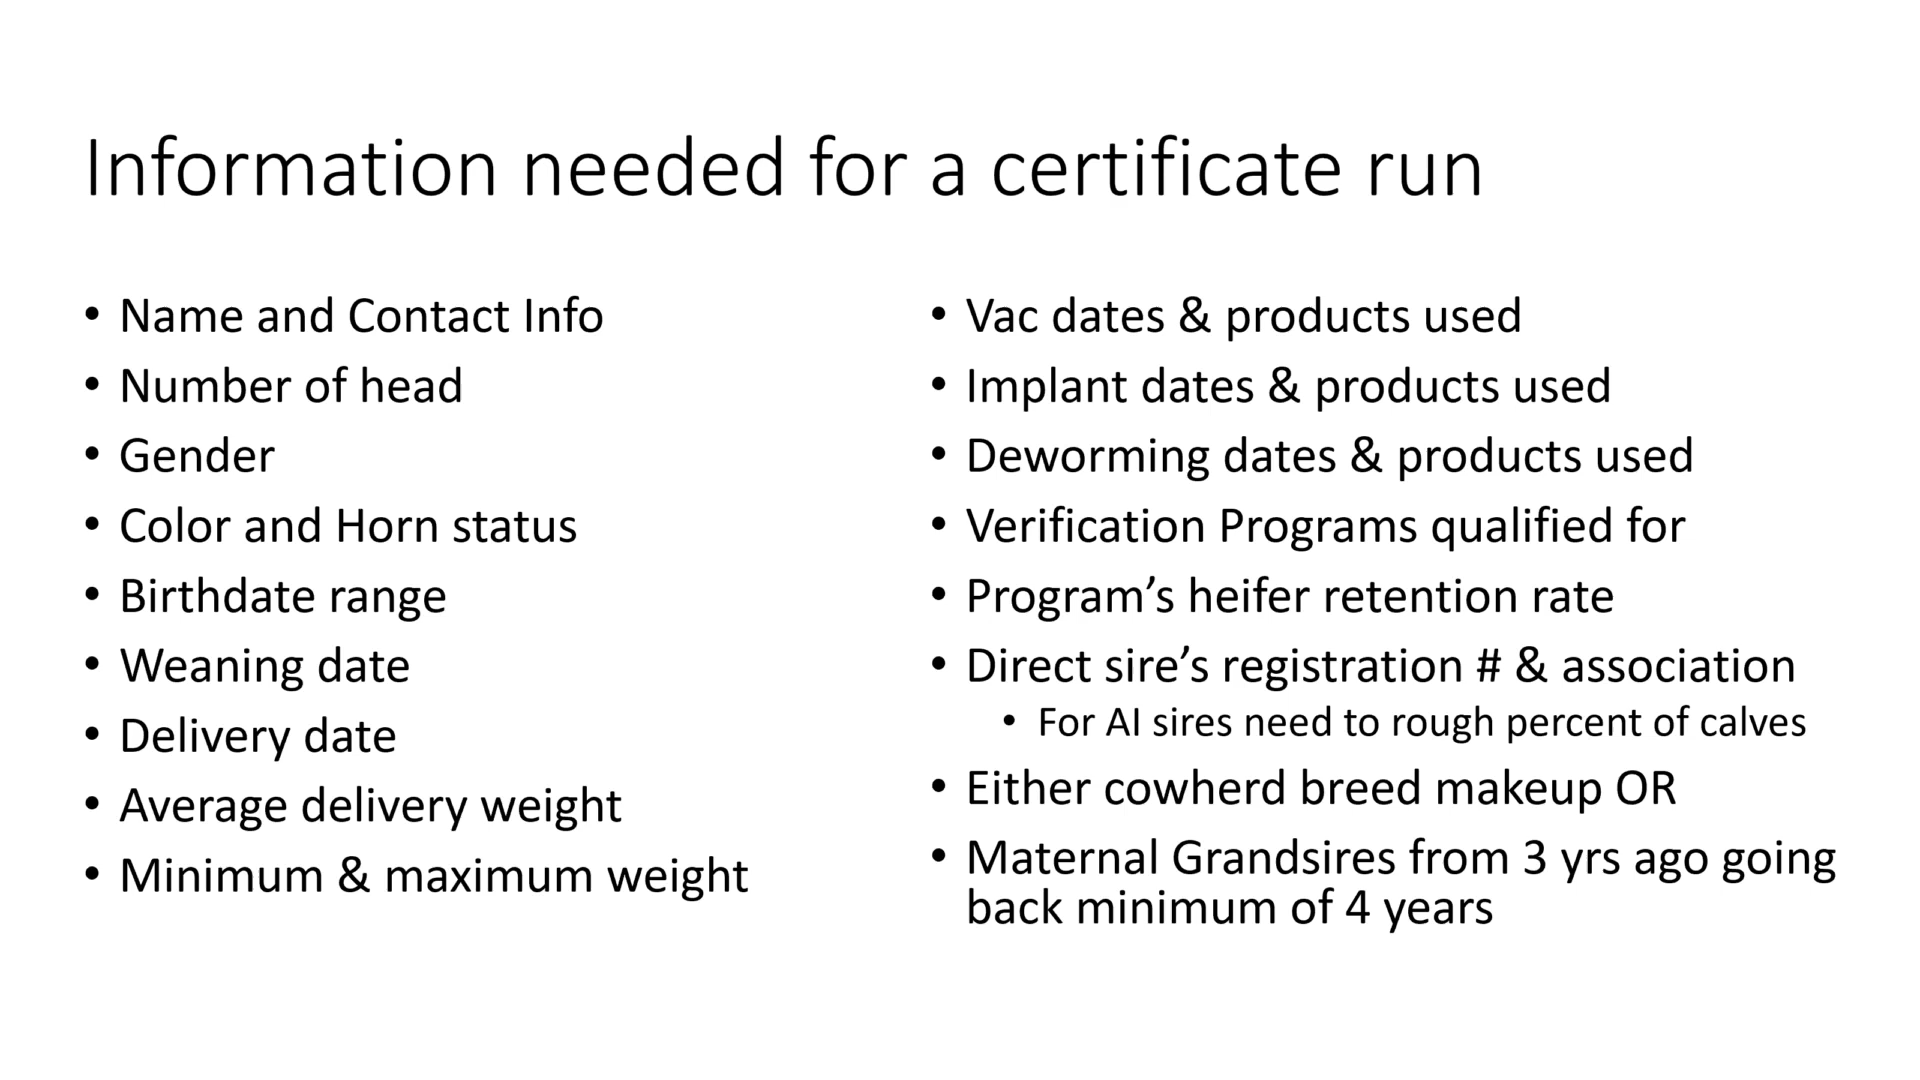 Information needed for a certificate run
• Name and Contact Info
• Number of head
• Gender
• Color and Horn status
• Birthdate range
• Weaning date
• Delivery date
• Average delivery weight
• Minimum & maximum weight
• Vac dates & products used
• Implant dates & products used
• Deworming dates & products used
• Verification Programs qualified for
• Program’s heifer retention rate
• Direct sire’s registration # & association
• For AI sires need to rough percent of calves
• Either cowherd breed makeup OR
• Maternal Grandsires from 3 yrs ago going
back minimum of 4 years